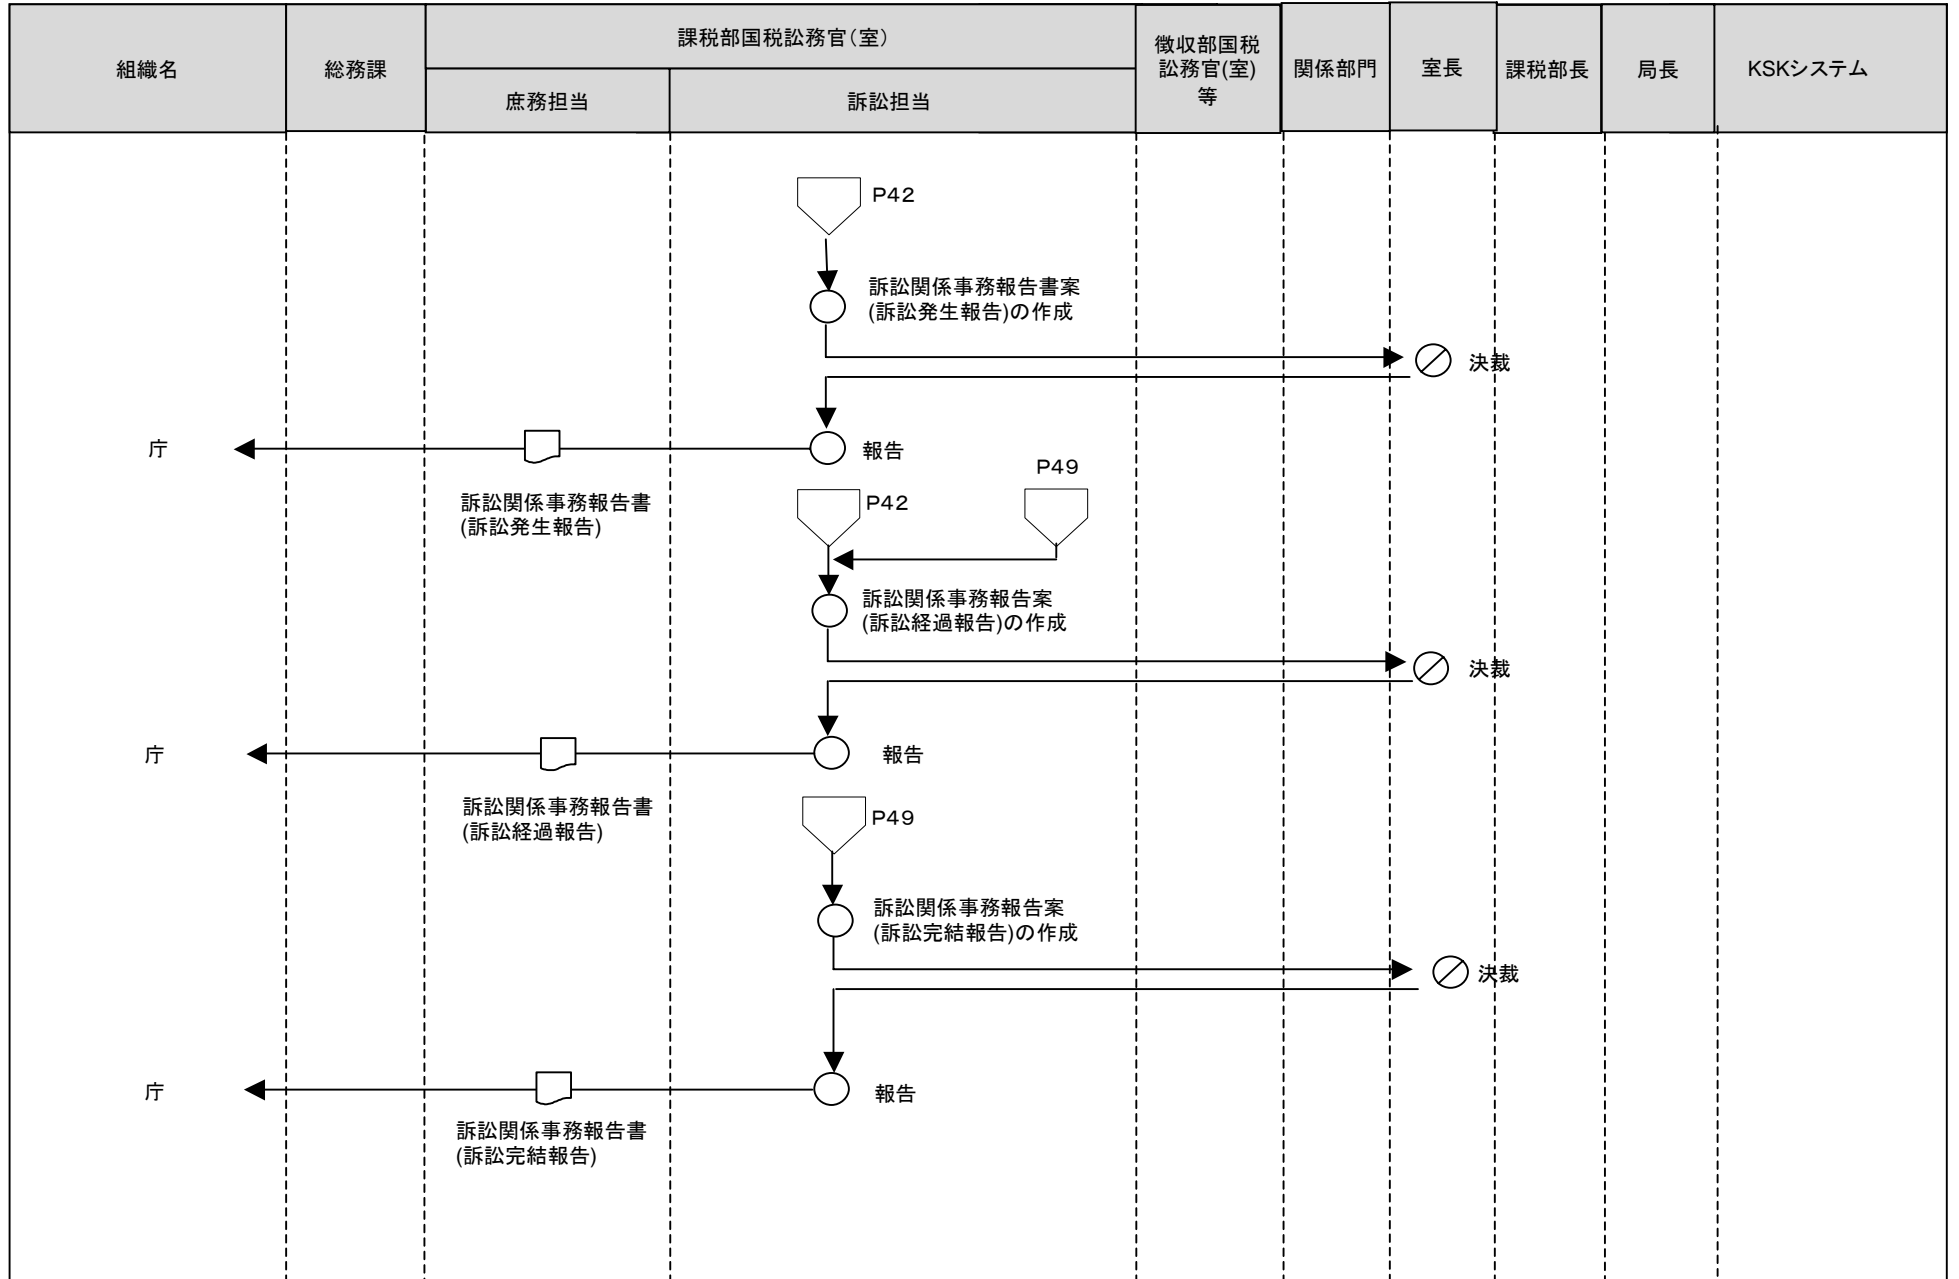 組織名
総務課
課税部国税訟務官（室）
庶務担当
訴訟担当
徴収部国税
訟務官(室)
等
関係部門
室長
課税部長
局長
KSKシステム
P42
訴訟関係事務報告書案
(訴訟発生報告)の作成
決裁
庁
報告
訴訟関係事務報告書
(訴訟発生報告)
P42
P49
訴訟関係事務報告案
(訴訟経過報告)の作成
決裁
庁
報告
訴訟関係事務報告書
(訴訟経過報告)
P49
訴訟関係事務報告案
(訴訟完結報告)の作成
決裁
庁
報告
訴訟関係事務報告書
(訴訟完結報告)